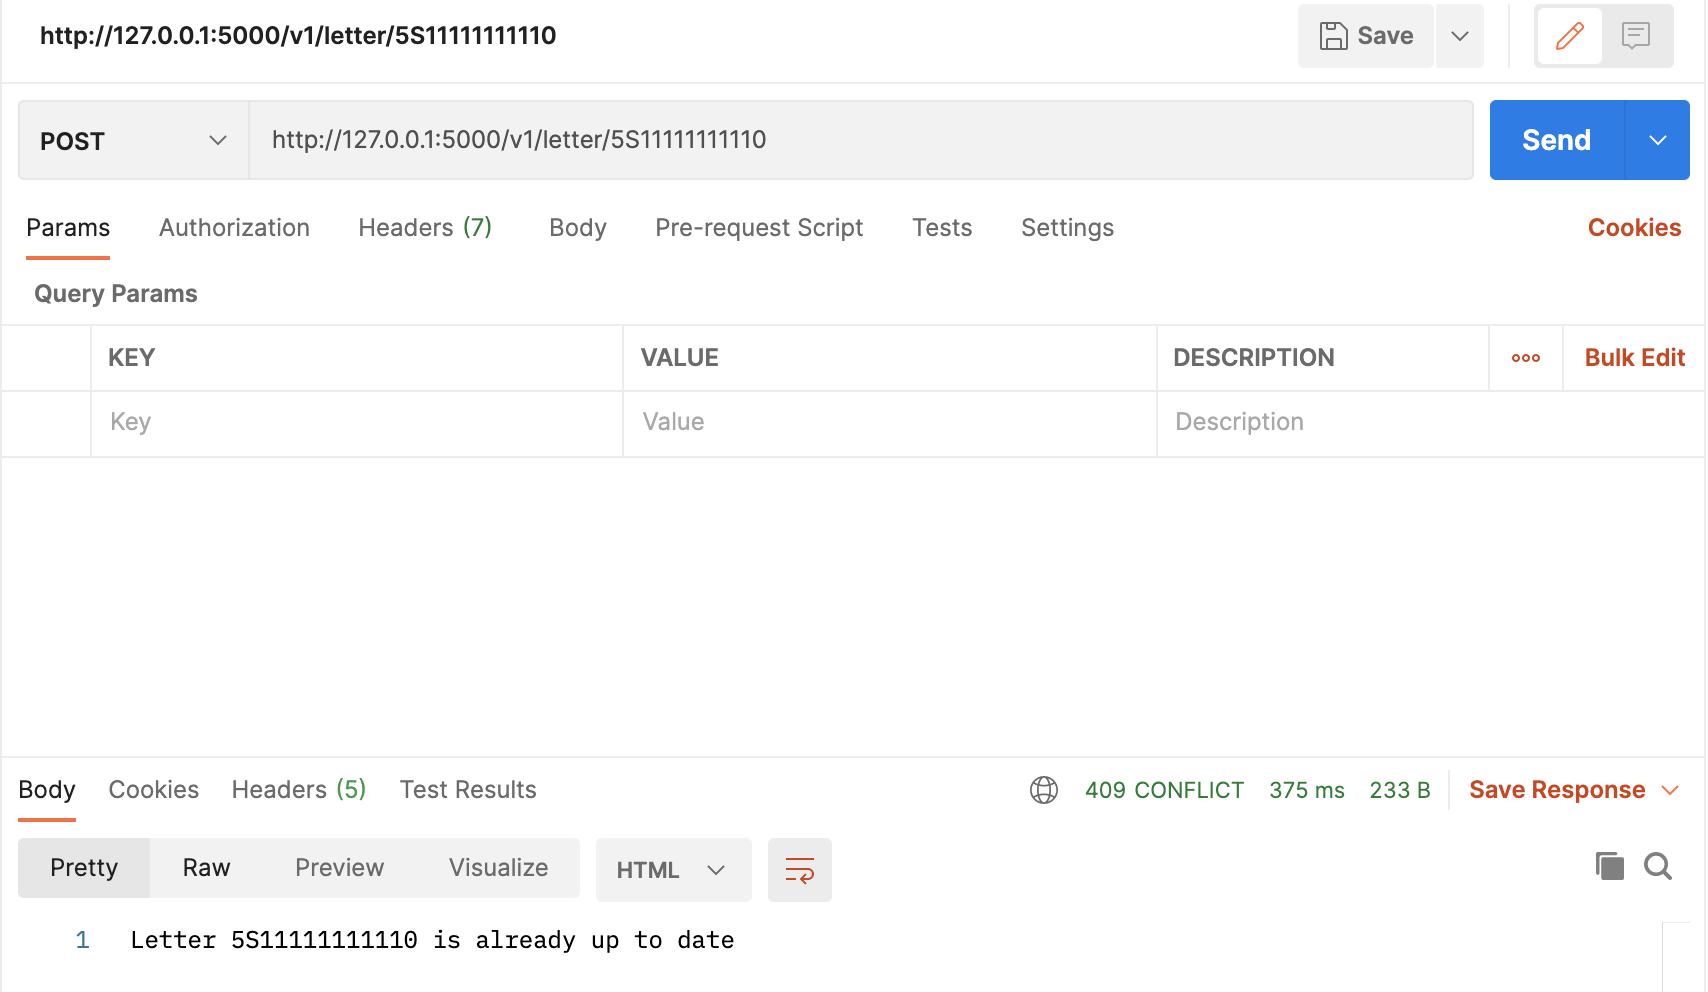 http://127.0.0.1:5000/v1/letter/5S11111111110
Save
POST
http://127.0.0.1:5000/v1/letter/5S11111111110
Send
Params Authorization Headers (7) Body Pre-request Script Tests Settings Cookies
Query Params
KEY VALUE DESCRIPTION Bulk Edit
Key Value Description
Body Cookies Headers (5) Test Results 409 CONFLICT 375 ms 233 B Save Response
Pretty Raw Preview Visualize HTML
1 Letter 5S11111111110 is already up to date